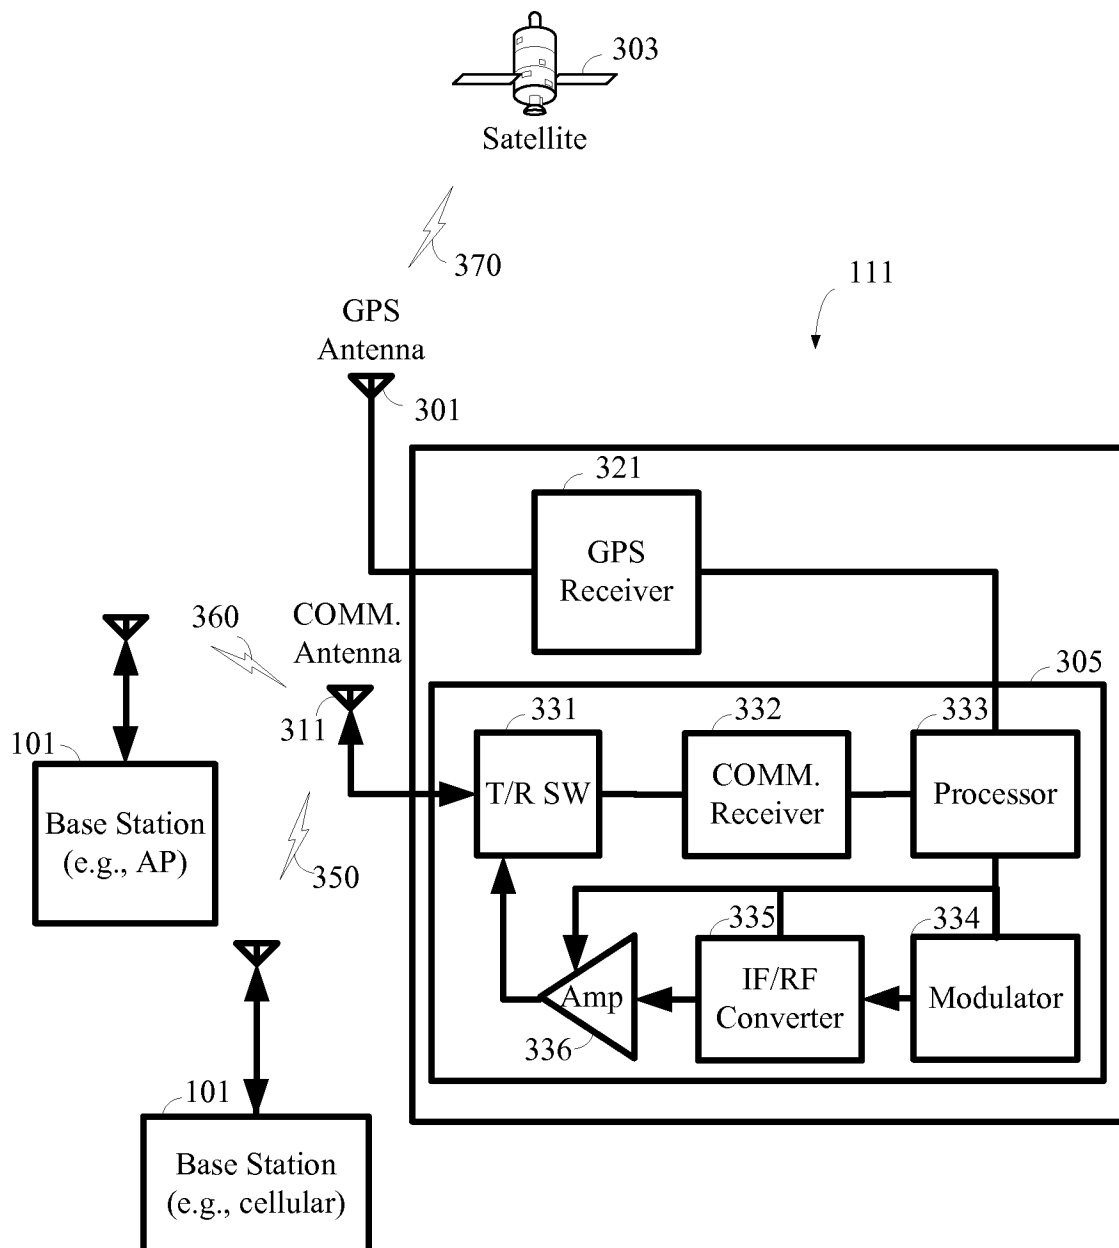 303
Satellite
370
111
GPS
Antenna
301
321
GPS
Receiver
360
COMM.
Antenna
305
311
331
332
333
101
T/R SW
COMM.
Receiver
Processor
Base Station
(e.g., AP)
350
335
334
Amp
IF/RF
Converter
Modulator
336
101
Base Station
(e.g., cellular)